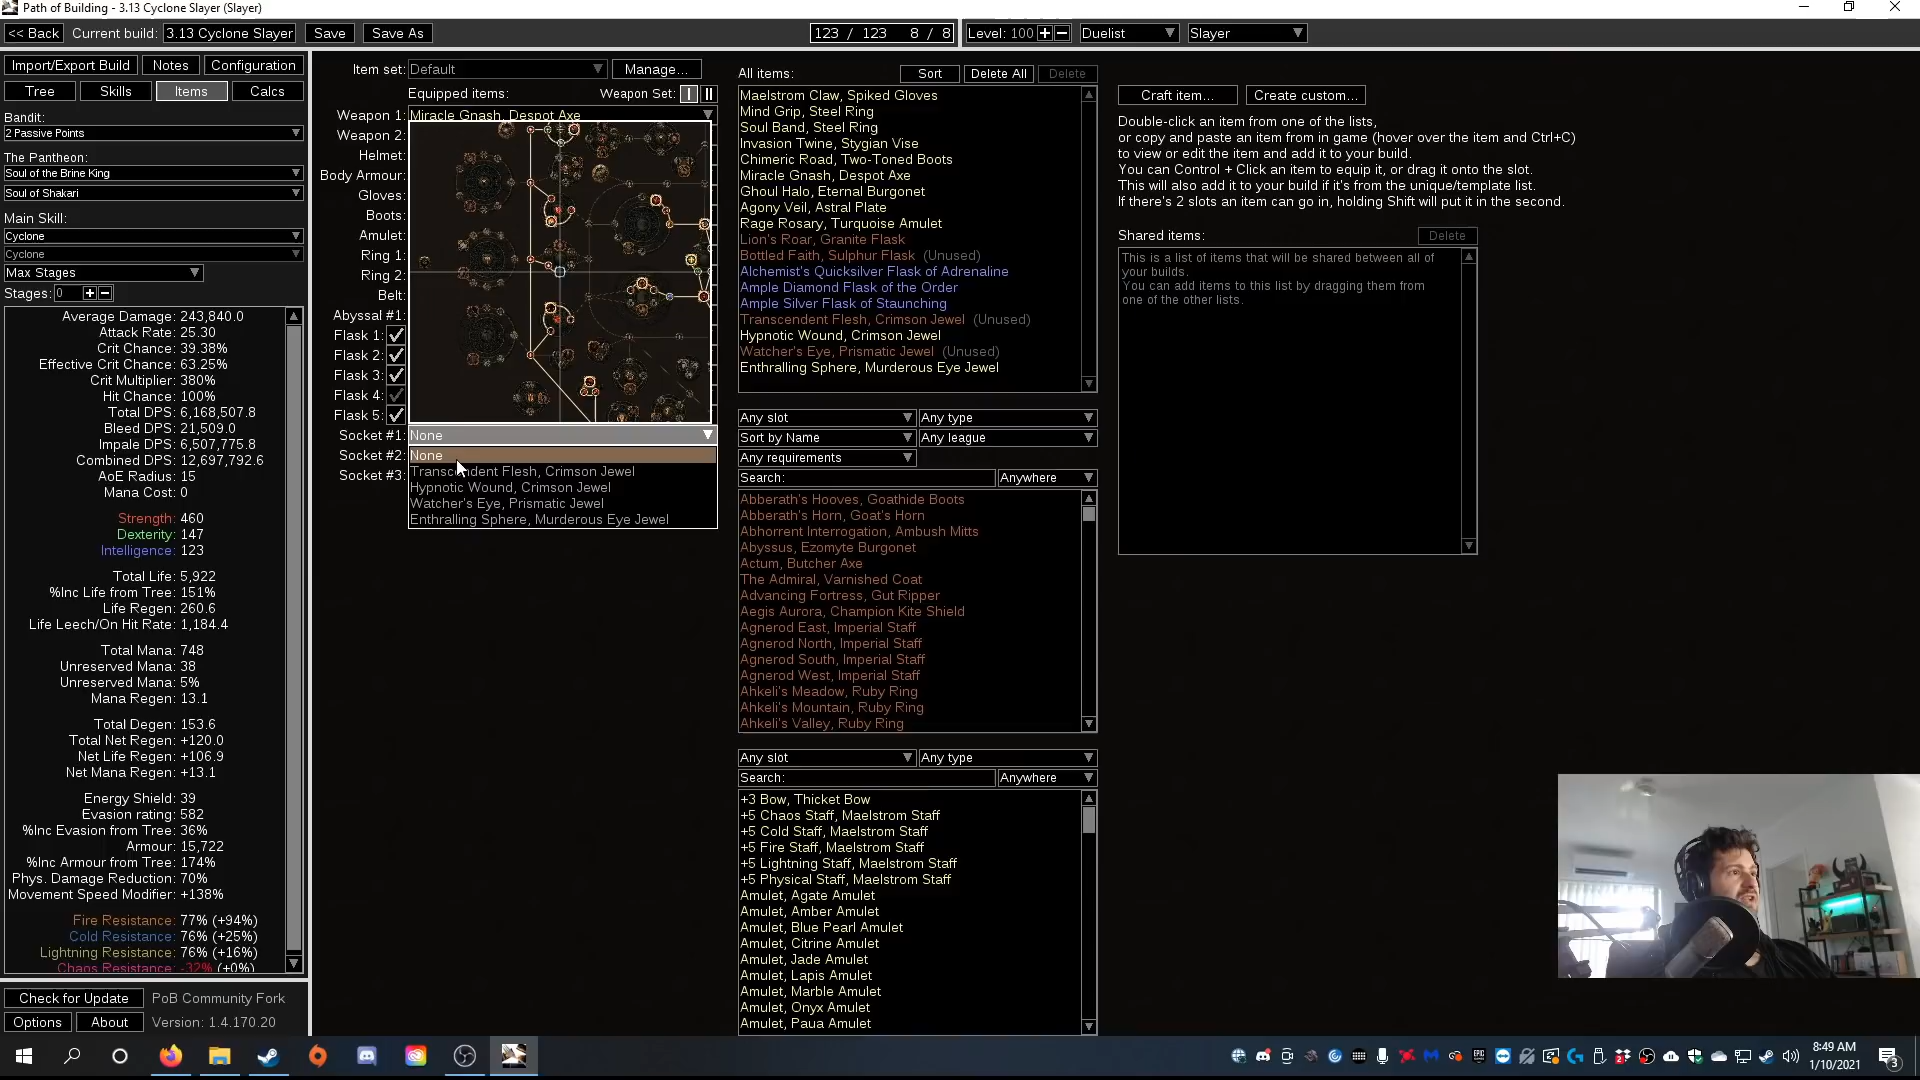 Path of Building - 3.13 Cyclone Slayer (Slayer)
<< Back
Current build:
3.13 Cyclone Slayer
Save
Save As
123 / 123 8 / 8
Level: 100
Duelist
Slayer
Import/Export Build
Notes
Configuration
Tree
Skills
Items
Calcs
Bandit:
2 Passive Points
The Pantheon:
Soul of the Brine King
Soul of Shakari
Main Skill:
Cyclone
Cyclone
Max Stages
Stages: 0
Average Damage: 243,840.0
Attack Rate: 25.30
Crit Chance: 39.38%
Effective Crit Chance: 63.25%
Crit Multiplier: 380%
Hit Chance: 100%
Total DPS: 6,168,507.8
Bleed DPS: 21,509.0
Impale DPS: 6,507,775.8
Combined DPS: 12,697,792.6
AoE Radius: 15
Mana Cost: 0
Strength: 460
Dexterity: 147
Intelligence: 123
Total Life: 5,922
%Inc Life from Tree: 151%
Life Regen: 260.6
Life Leech/On Hit Rate: 1,184.4
Total Mana: 748
Unreserved Mana: 38
Unreserved Mana: 5%
Mana Regen: 13.1
Total Degen: 153.6
Total Net Regen: +120.0
Net Life Regen: +106.9
Net Mana Regen: +13.1
Energy Shield: 39
Evasion rating: 582
%Inc Evasion from Tree: 36%
Armour: 15,722
%Inc Armour from Tree: 174%
Phys. Damage Reduction: 70%
Movement Speed Modifier: +138%
Fire Resistance: 77% (+94%)
Cold Resistance: 76% (+25%)
Lightning Resistance: 76% (+16%)
Chaos Resistance: -32% (+0%)
Check for Update
PoB Community Fork
Options
About
Version: 1.4.170.20
Item set: Default
Manage...
Equipped items:
Weapon Set: I II
Weapon 1: Miracle Gnash, Despot Axe
Weapon 2:
Helmet:
Body Armour:
Gloves:
Boots:
Amulet:
Ring 1:
Ring 2:
Belt:
Abyssal #1:
Flask 1:
Flask 2:
Flask 3:
Flask 4:
Flask 5:
Socket #1: None
Socket #2:
Socket #3:
None
Transcendent Flesh, Crimson Jewel
Hypnotic Wound, Crimson Jewel
Watcher's Eye, Prismatic Jewel
Enthralling Sphere, Murderous Eye Jewel
All items:
Sort
Delete All
Delete
Maelstrom Claw, Spiked Gloves
Mind Grip, Steel Ring
Soul Band, Steel Ring
Invasion Twine, Stygian Vise
Chimeric Road, Two-Toned Boots
Miracle Gnash, Despot Axe
Ghoul Halo, Eternal Burgonet
Agony Veil, Astral Plate
Rage Rosary, Turquoise Amulet
Lion's Roar, Granite Flask
Bottled Faith, Sulphur Flask (Unused)
Alchemist's Quicksilver Flask of Adrenaline
Ample Diamond Flask of the Order
Ample Silver Flask of Staunching
Transcendent Flesh, Crimson Jewel (Unused)
Hypnotic Wound, Crimson Jewel
Watcher's Eye, Prismatic Jewel (Unused)
Enthralling Sphere, Murderous Eye Jewel
Any slot
Any type
Sort by Name
Any league
Any requirements
Search:
Anywhere
Abberath's Hooves, Goathide Boots
Abberath's Horn, Goat's Horn
Abhorrent Interrogation, Ambush Mitts
Abyssus, Ezomyte Burgonet
Actum, Butcher Axe
The Admiral, Varnished Coat
Advancing Fortress, Gut Ripper
Aegis Aurora, Champion Kite Shield
Agnerod East, Imperial Staff
Agnerod North, Imperial Staff
Agnerod South, Imperial Staff
Agnerod West, Imperial Staff
Ahkeli's Meadow, Ruby Ring
Ahkeli's Mountain, Ruby Ring
Ahkeli's Valley, Ruby Ring
Any slot
Any type
Search:
Anywhere
+3 Bow, Thicket Bow
+5 Chaos Staff, Maelstrom Staff
+5 Cold Staff, Maelstrom Staff
+5 Fire Staff, Maelstrom Staff
+5 Lightning Staff, Maelstrom Staff
+5 Physical Staff, Maelstrom Staff
Amulet, Agate Amulet
Amulet, Amber Amulet
Amulet, Blue Pearl Amulet
Amulet, Citrine Amulet
Amulet, Jade Amulet
Amulet, Lapis Amulet
Amulet, Marble Amulet
Amulet, Onyx Amulet
Amulet, Paua Amulet
Craft item...
Create custom...
Double-click an item from one of the lists,
or copy and paste an item from in game (hover over the item and Ctrl+C)
to view or edit the item and add it to your build.
You can Control + Click an item to equip it, or drag it onto the slot.
This will also add it to your build if it's from the unique/template list.
If there's 2 slots an item can go in, holding Shift will put it in the second.
Shared items:
Delete
This is a list of items that will be shared between all of
your builds.
You can add items to this list by dragging them from
one of the other lists.
8:49 AM
1/10/2021
3